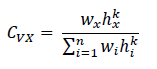 C_{VX} = \frac{w_x h_x^k}{\sum_{i=1}^{n} w_i h_i^k}